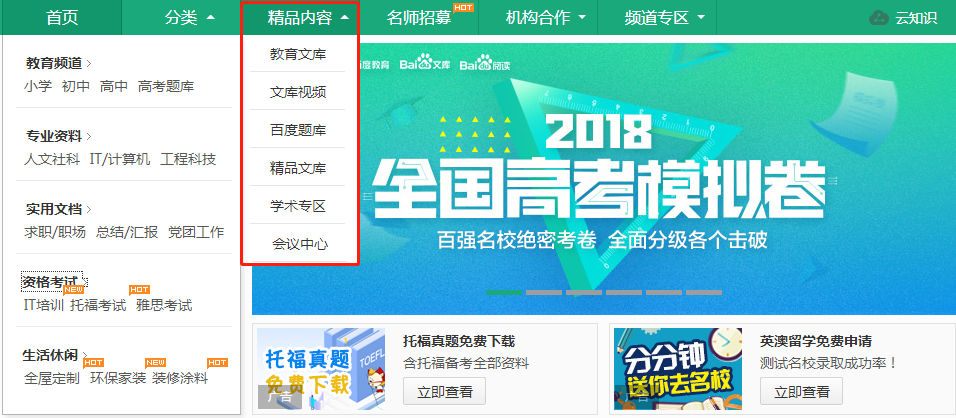 首页 分类 精品内容 名师招募 HOT 机构合作 频道专区 云知识
教育频道
小学 初中 高中 高考题库
专业资料
人文社科 IT/计算机 工程科技
实用文档
求职/职场 总结/汇报 党团工作
资格考试
NEW HOT
IT培训 托福考试 雅思考试
生活休闲
HOT NEW HOT
全屋定制 环保家装 装修涂料
教育文库
文库视频
百度题库
精品文库
学术专区
会议中心
度教育 Bai文库 Bai阅读
2018
全国高考模拟卷
百强名校绝密考卷 全面分级各个击破
托福真题
免费下载
TOEFL
广告
托福真题免费下载
含托福备考全部资料
立即查看
分分钟
送你去名校
广告
英澳留学免费申请
测试名校录取成功率！
立即查看